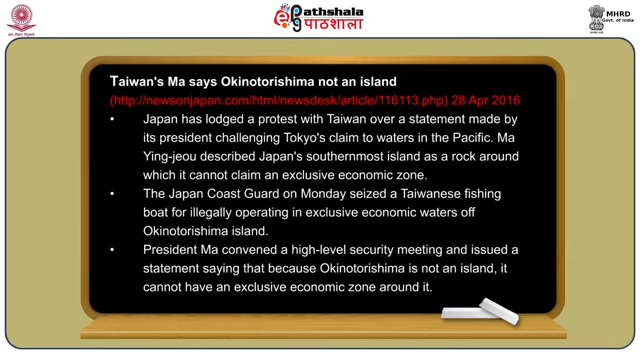 ePathshala
पाठशाला
MHRD
Govt. of India
Taiwan's Ma says Okinotorishima not an island
(http://newsonjapan.com/html/newsdesk/article/116113.php) 28 Apr 2016
• Japan has lodged a protest with Taiwan over a statement made by
its president challenging Tokyo's claim to waters in the Pacific. Ma
Ying-jeou described Japan's southernmost island as a rock around
which it cannot claim an exclusive economic zone.
• The Japan Coast Guard on Monday seized a Taiwanese fishing
boat for illegally operating in exclusive economic waters off
Okinotorishima island.
• President Ma convened a high-level security meeting and issued a
statement saying that because Okinotorishima is not an island, it
cannot have an exclusive economic zone around it.